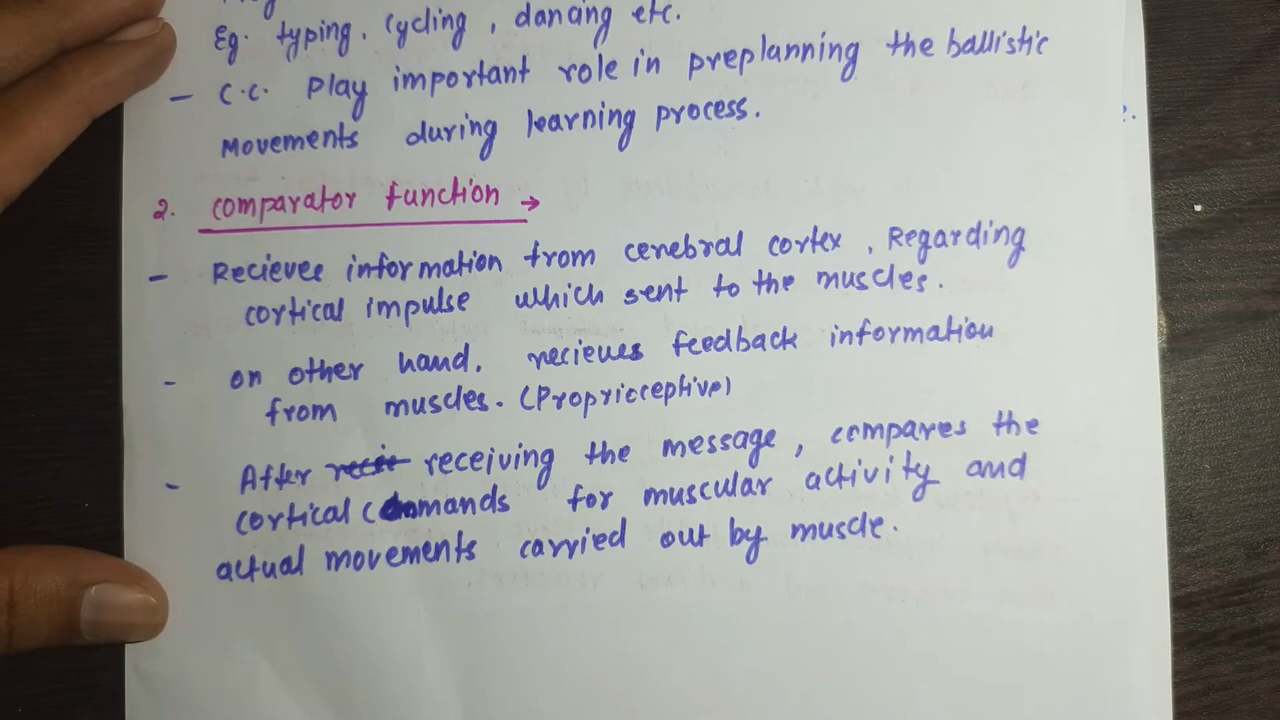 Eg. typing, cycling, dancing etc.
- C.C. Play important role in preplanning the ballistic
Movements during learning process.
2. comparator function →
- Recieves information from cerebral cortex, Regarding
cortical impulse which sent to the muscles.
- on other hand, recieves feedback information
from muscles. (Proprioceptive)
- After receiving the message, compares the
cortical commands for muscular activity and
actual movements carried out by muscle.